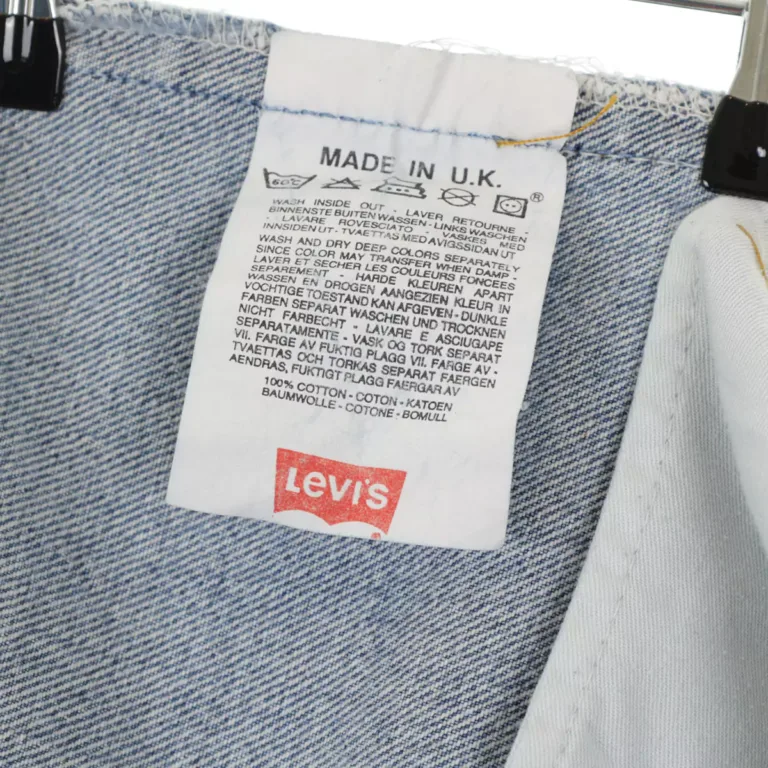 MADE IN U.K.
60°C
®
WASH INSIDE OUT - LAVER RETOURNE -
BINNENSTE BUITEN WASSEN - LINKS WASCHEN
- LAVARE ROVESCIATO - VASKES MED
INNSIDEN UT - TVAETTAS MED AVIGSSIDAN UT
WASH AND DRY DEEP COLORS SEPARATELY
SINCE COLOR MAY TRANSFER WHEN DAMP -
LAVER ET SECHER LES COULEURS FONCEES
SEPAREMENT - HARDE KLEUREN APART
WASSEN EN DROGEN AANGEZIEN KLEUR IN
VOCHTIGE TOESTAND KAN AFGEVEN - DUNKLE
FARBEN SEPARAT WASCHEN UND TROCKNEN
NICHT FARBECHT - LAVARE E ASCIUGAPE
SEPARATAMENTE - VASK OG TORK SEPARAT
VII. FARGE AV FUKTIG PLAGG VII. FARGE AV -
TVAETTAS OCH TORKAS SEPARAT FAERGEN
AENDRAS, FUKTIGT PLAGG FAERGAR AV
100% COTTON - COTON - KATOEN
BAUMWOLLE - COTONE - BOMULL
LEVI'S
®